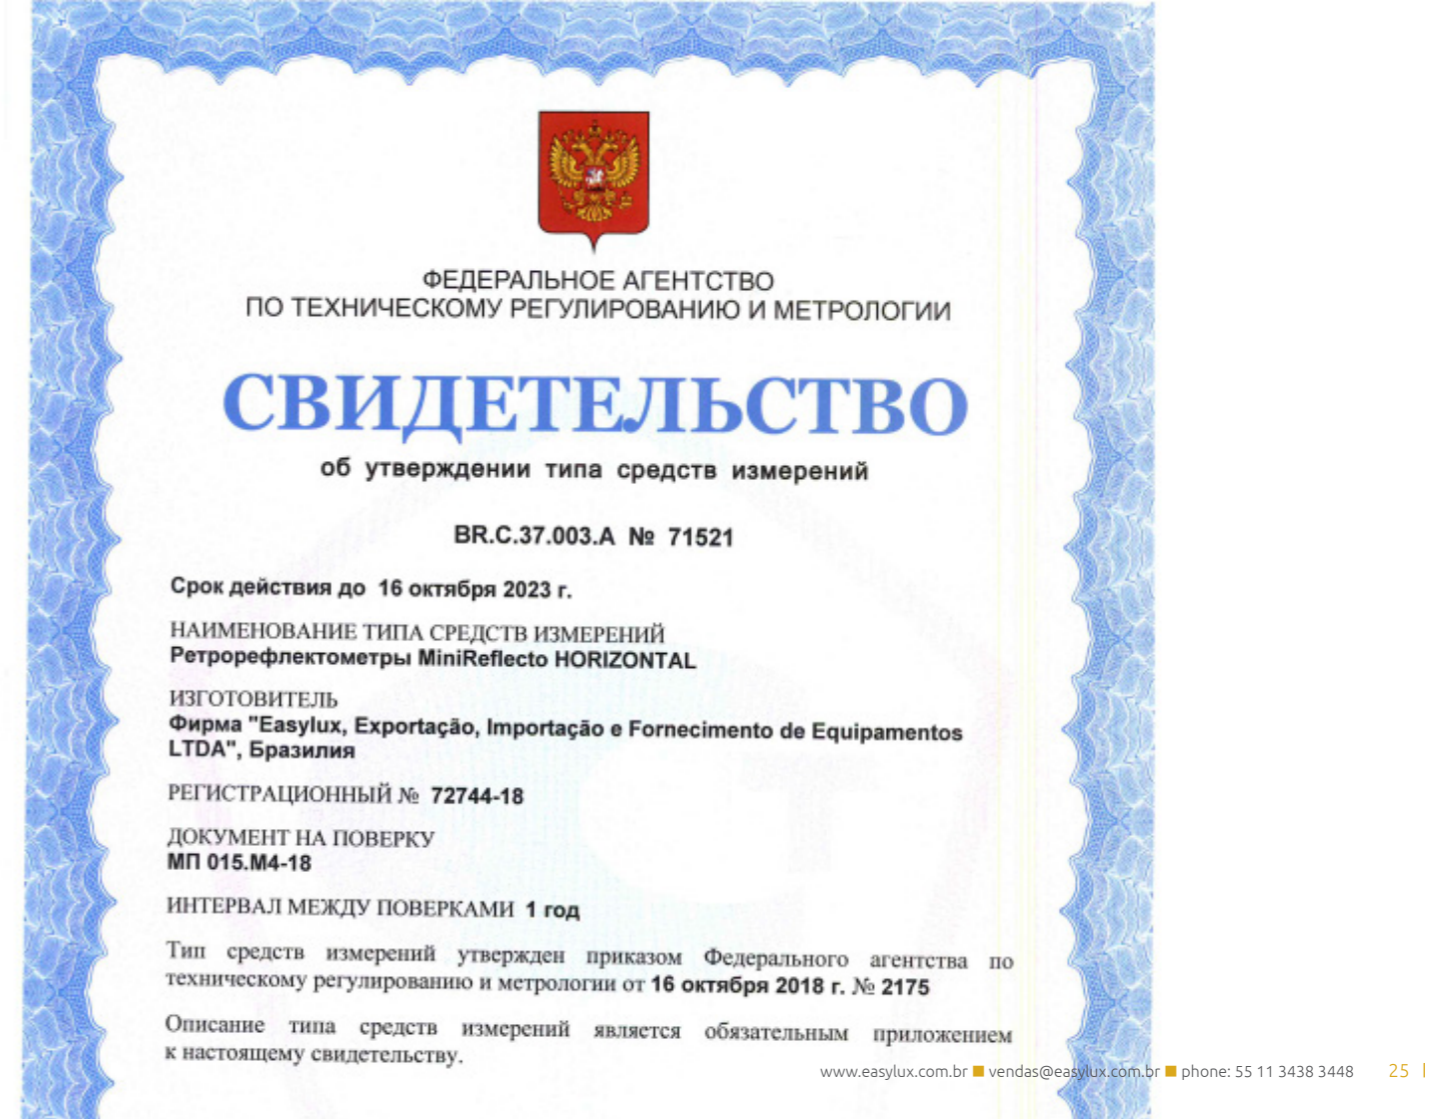 ФЕДЕРАЛЬНОЕ АГЕНТСТВО
ПО ТЕХНИЧЕСКОМУ РЕГУЛИРОВАНИЮ И МЕТРОЛОГИИ
СВИДЕТЕЛЬСТВО
об утверждении типа средств измерений
BR.C.37.003.A № 71521
Срок действия до 16 октября 2023 г.
НАИМЕНОВАНИЕ ТИПА СРЕДСТВ ИЗМЕРЕНИЙ
Ретрорефлектометры MiniReflecto HORIZONTAL
ИЗГОТОВИТЕЛЬ
Фирма "Easylux, Exportação, Importação e Fornecimento de Equipamentos
LTDA", Бразилия
РЕГИСТРАЦИОННЫЙ № 72744-18
ДОКУМЕНТ НА ПОВЕРКУ
МП 015.М4-18
ИНТЕРВАЛ МЕЖДУ ПОВЕРКАМИ 1 год
Тип средств измерений утвержден приказом Федерального агентства по
техническому регулированию и метрологии от 16 октября 2018 г. № 2175
Описание типа средств измерений является обязательным приложением
к настоящему свидетельству.
www.easylux.com.br ■ vendas@easylux.com.br ■ phone: 55 11 3438 3448 25 |